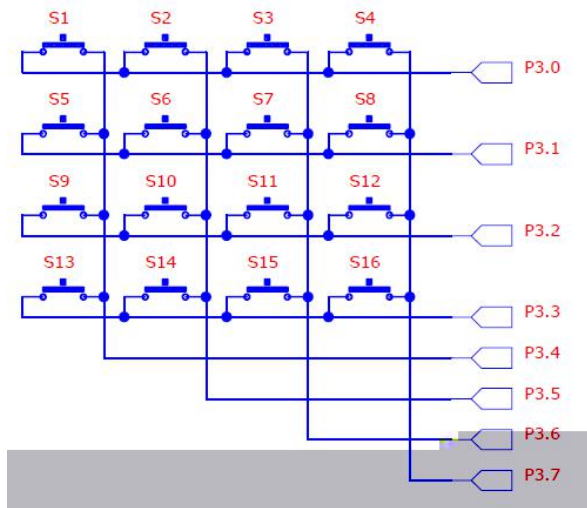 S1 S2 S3 S4
P3.0
S5 S6 S7 S8
P3.1
S9 S10 S11 S12
P3.2
S13 S14 S15 S16
P3.3
P3.4
P3.5
P3.6
P3.7